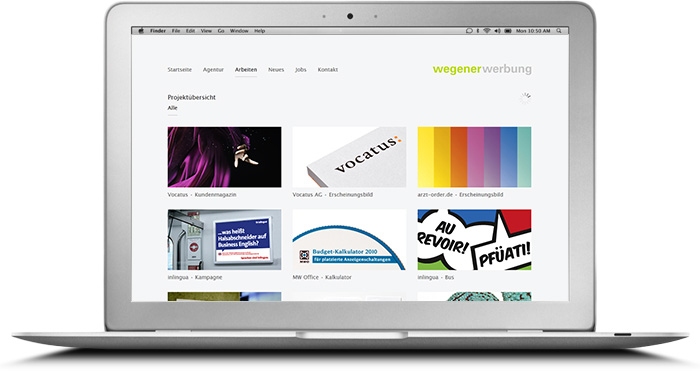 Finder File Edit View Go Window Help Mon 10:50 AM
Startseite Agentur Arbeiten Neues Jobs Kontakt wegenerwerbung
Projektübersicht
Alle
vocatus:
Vocatus - Kundenmagazin
Vocatus AG - Erscheinungsbild
arzt-order.de - Erscheinungsbild
...was heißt
Halsabschneider auf
Business English?
Budget-Kalkulator 2010
für platzierte Anzeigenschaltungen
AU
REVOIR!
PFÜATI!
inlingua - Kampagne
MW Office - Kalkulator
inlingua - Bus